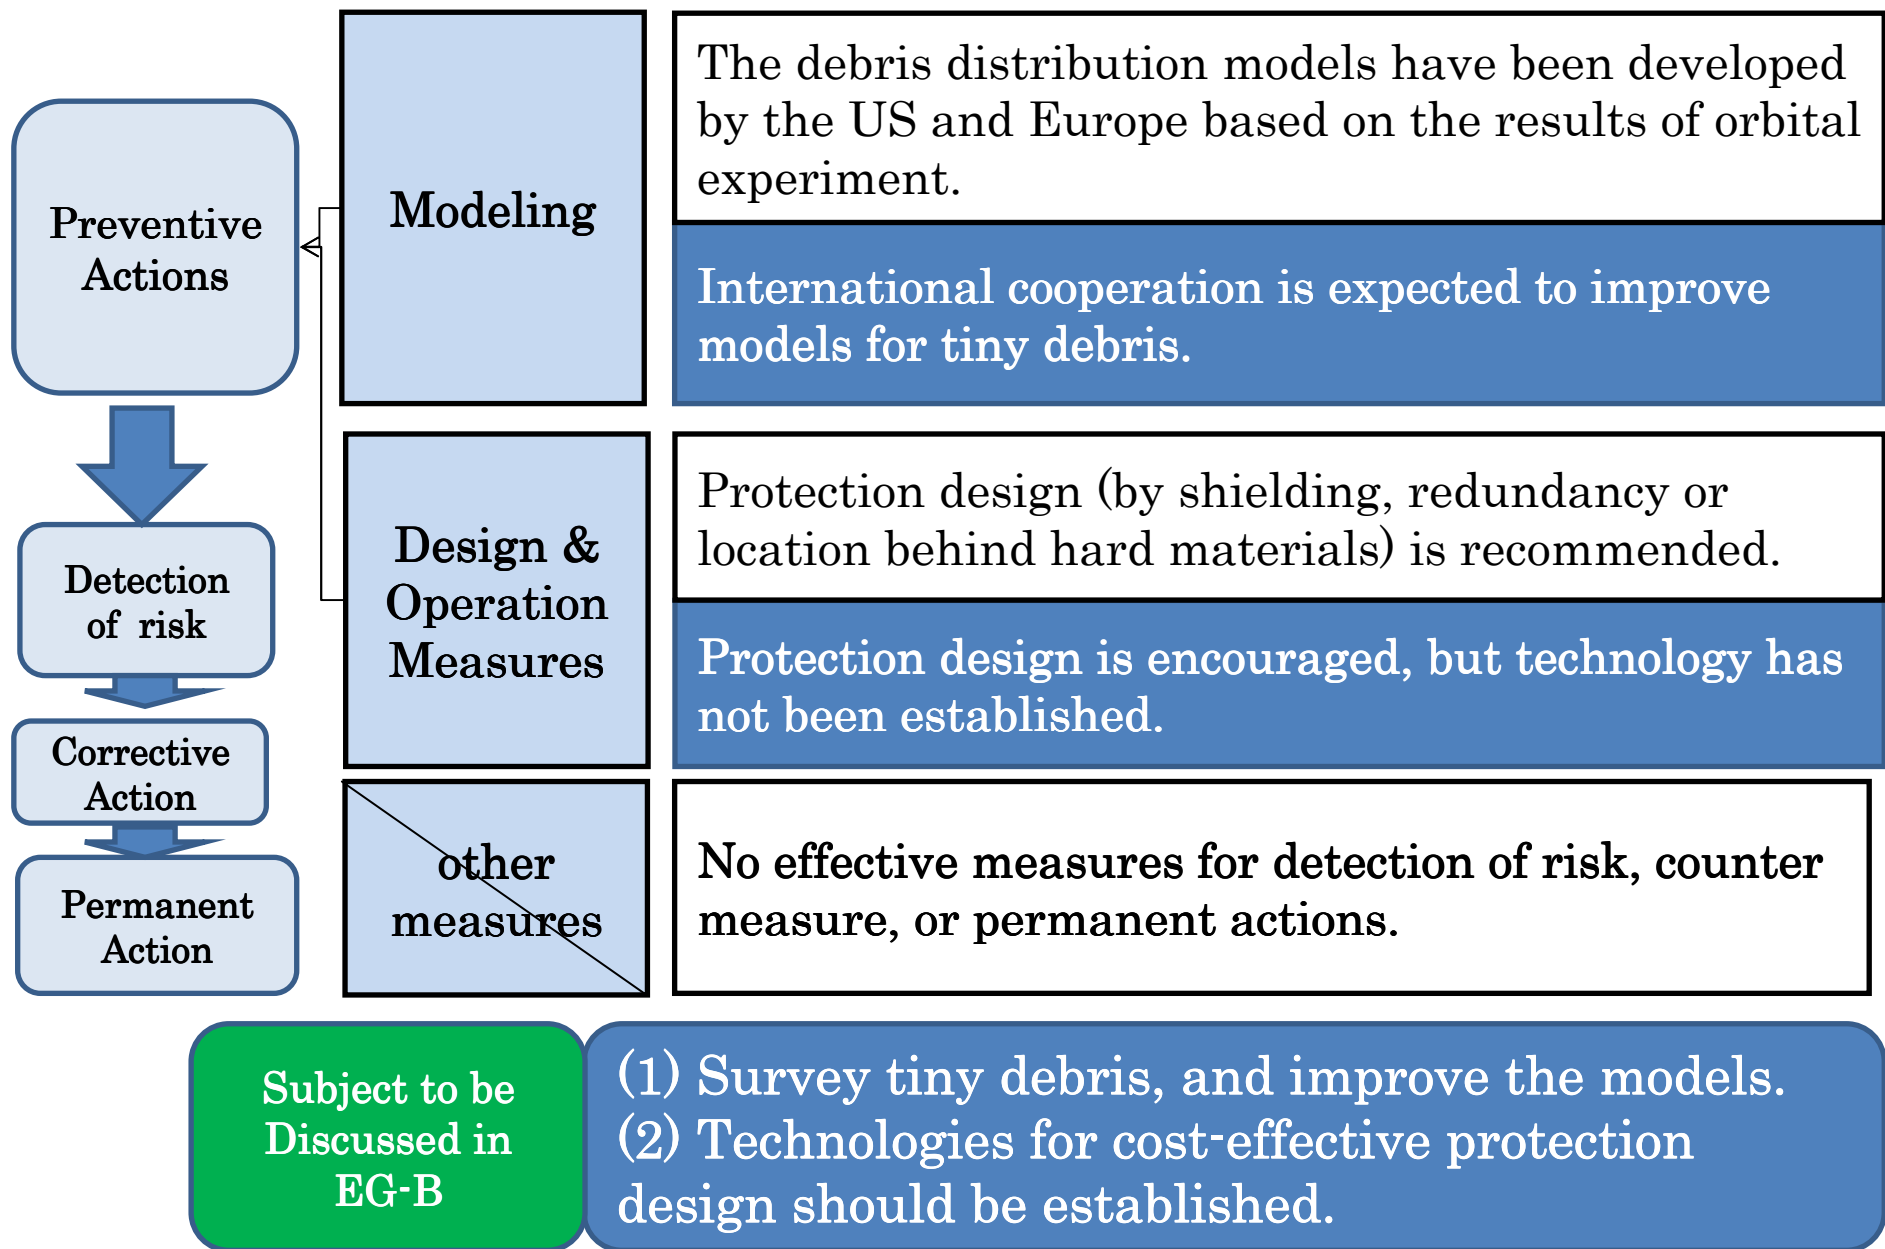 Preventive
Actions
Detection
of risk
Corrective
Action
Permanent
Action
Modeling
The debris distribution models have been developed
by the US and Europe based on the results of orbital
experiment.
International cooperation is expected to improve
models for tiny debris.
Design &
Operation
Measures
Protection design (by shielding, redundancy or
location behind hard materials) is recommended.
Protection design is encouraged, but technology has
not been established.
other
measures
No effective measures for detection of risk, counter
measure, or permanent actions.
Subject to be
Discussed in
EG-B
(1) Survey tiny debris, and improve the models.
(2) Technologies for cost-effective protection
design should be established.